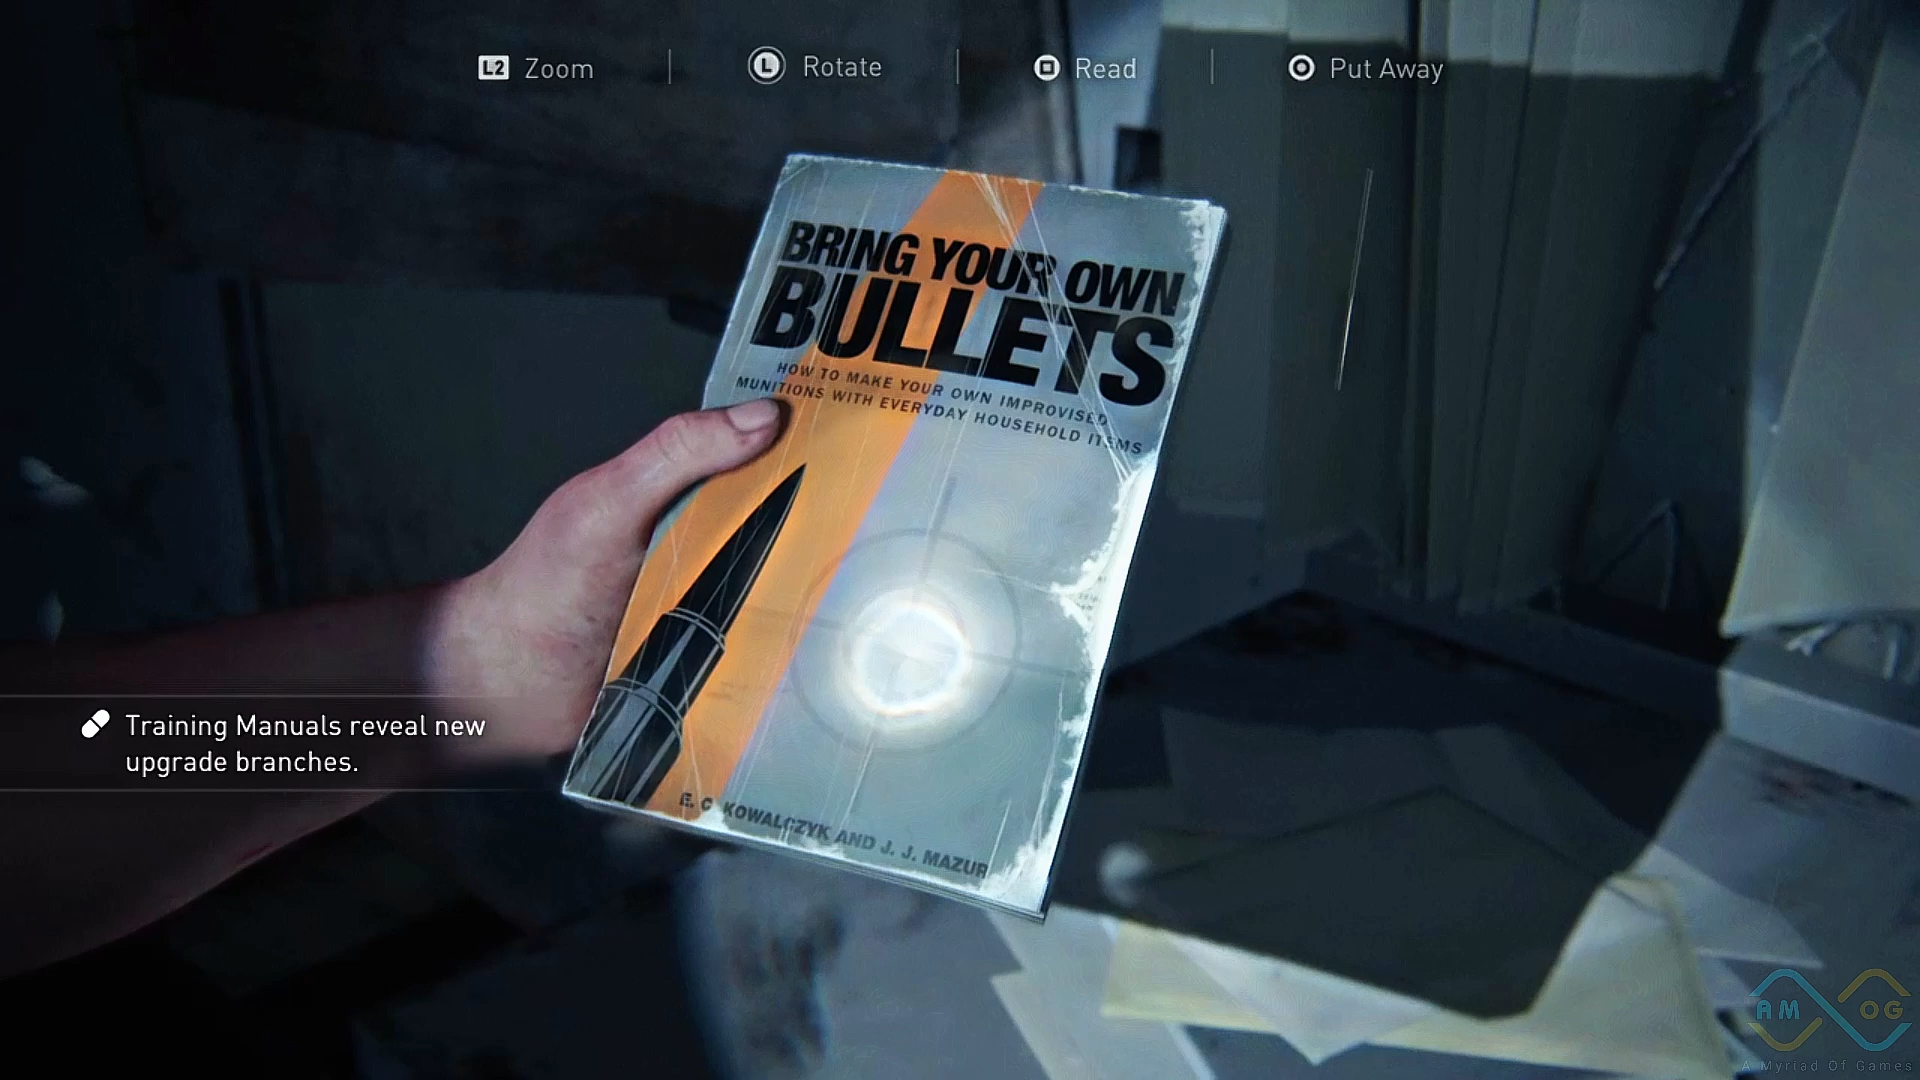 L2 Zoom
L Rotate
Read
Put Away
BRING YOUR OWN
BULLETS
HOW TO MAKE YOUR OWN IMPROVISED
MUNITIONS WITH EVERYDAY HOUSEHOLD ITEMS
E. C. KOWALCZYK AND J. J. MAZUR
Training Manuals reveal new
upgrade branches.
AM OG
A Myriad Of Games